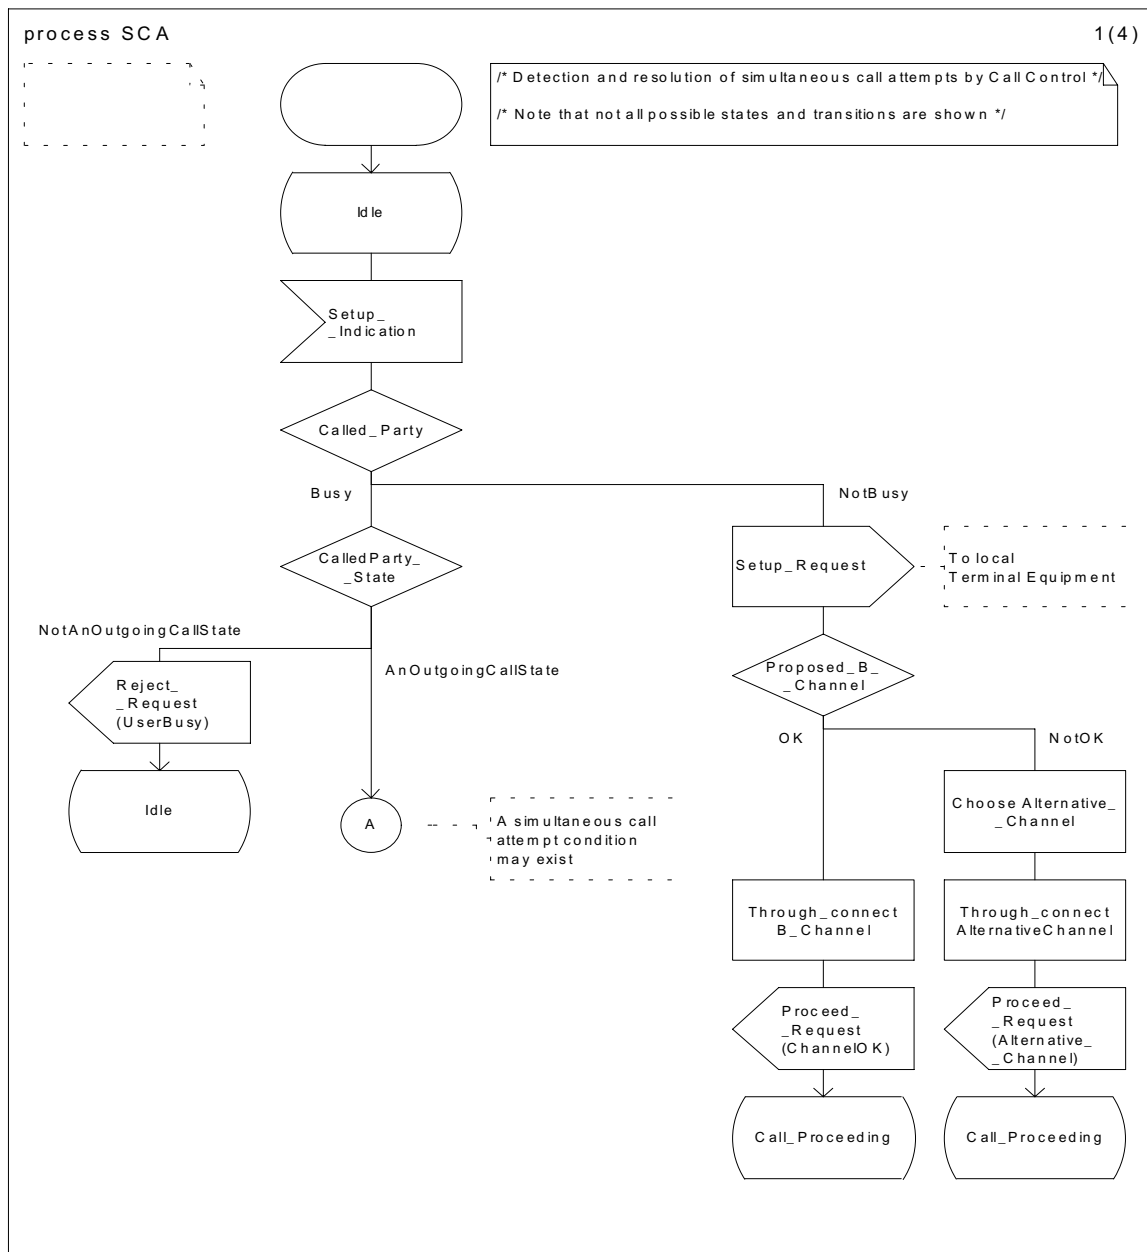 process SCA
1(4)
/* Detection and resolution of simultaneous call attempts by Call Control */
/* Note that not all possible states and transitions are shown */
Idle
Setup_
_Indication
Called_Party
Busy
NotBusy
CalledParty_
_State
Setup_Request
To local
Terminal Equipment
NotAnOutgoingCallState
AnOutgoingCallState
Reject_
_Request
(UserBusy)
Proposed_B_
_Channel
OK
NotOK
Idle
A
A simultaneous call
attempt condition
may exist
Choose Alternative_
_Channel
Through_connect
B_Channel
Through_connect
AlternativeChannel
Proceed_
_Request
(ChannelOK)
Proceed_
_Request
(Alternative_
_Channel)
Call_Proceeding
Call_Proceeding